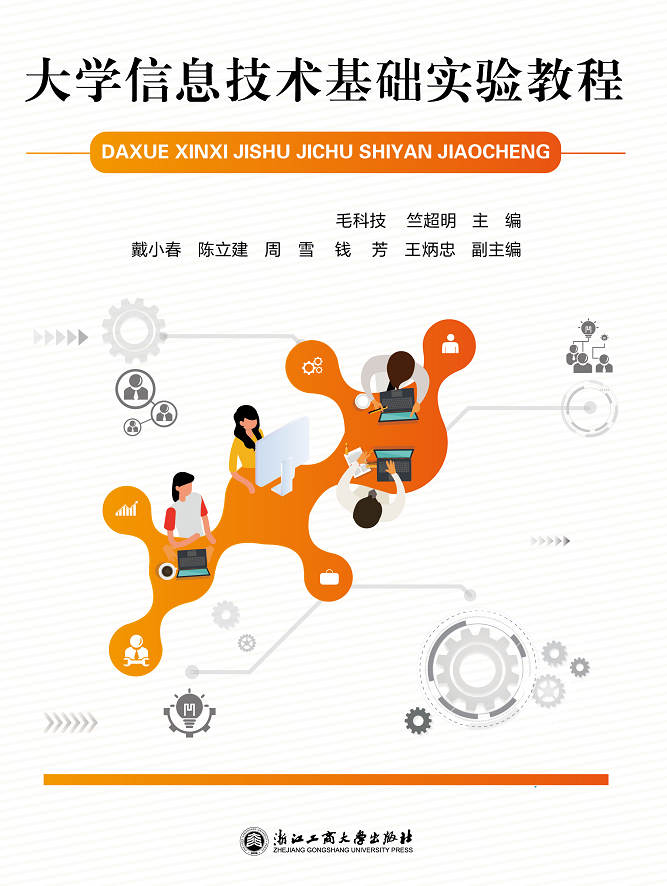 大学信息技术基础实验教程
DAXUE XINXI JISHU JICHU SHIYAN JIAOCHENG
毛科技 竺超明 主 编
戴小春 陈立建 周 雪 钱 芳 王炳忠 副主编
浙江工商大学出版社
ZHEJIANG GONGSHANG UNIVERSITY PRESS